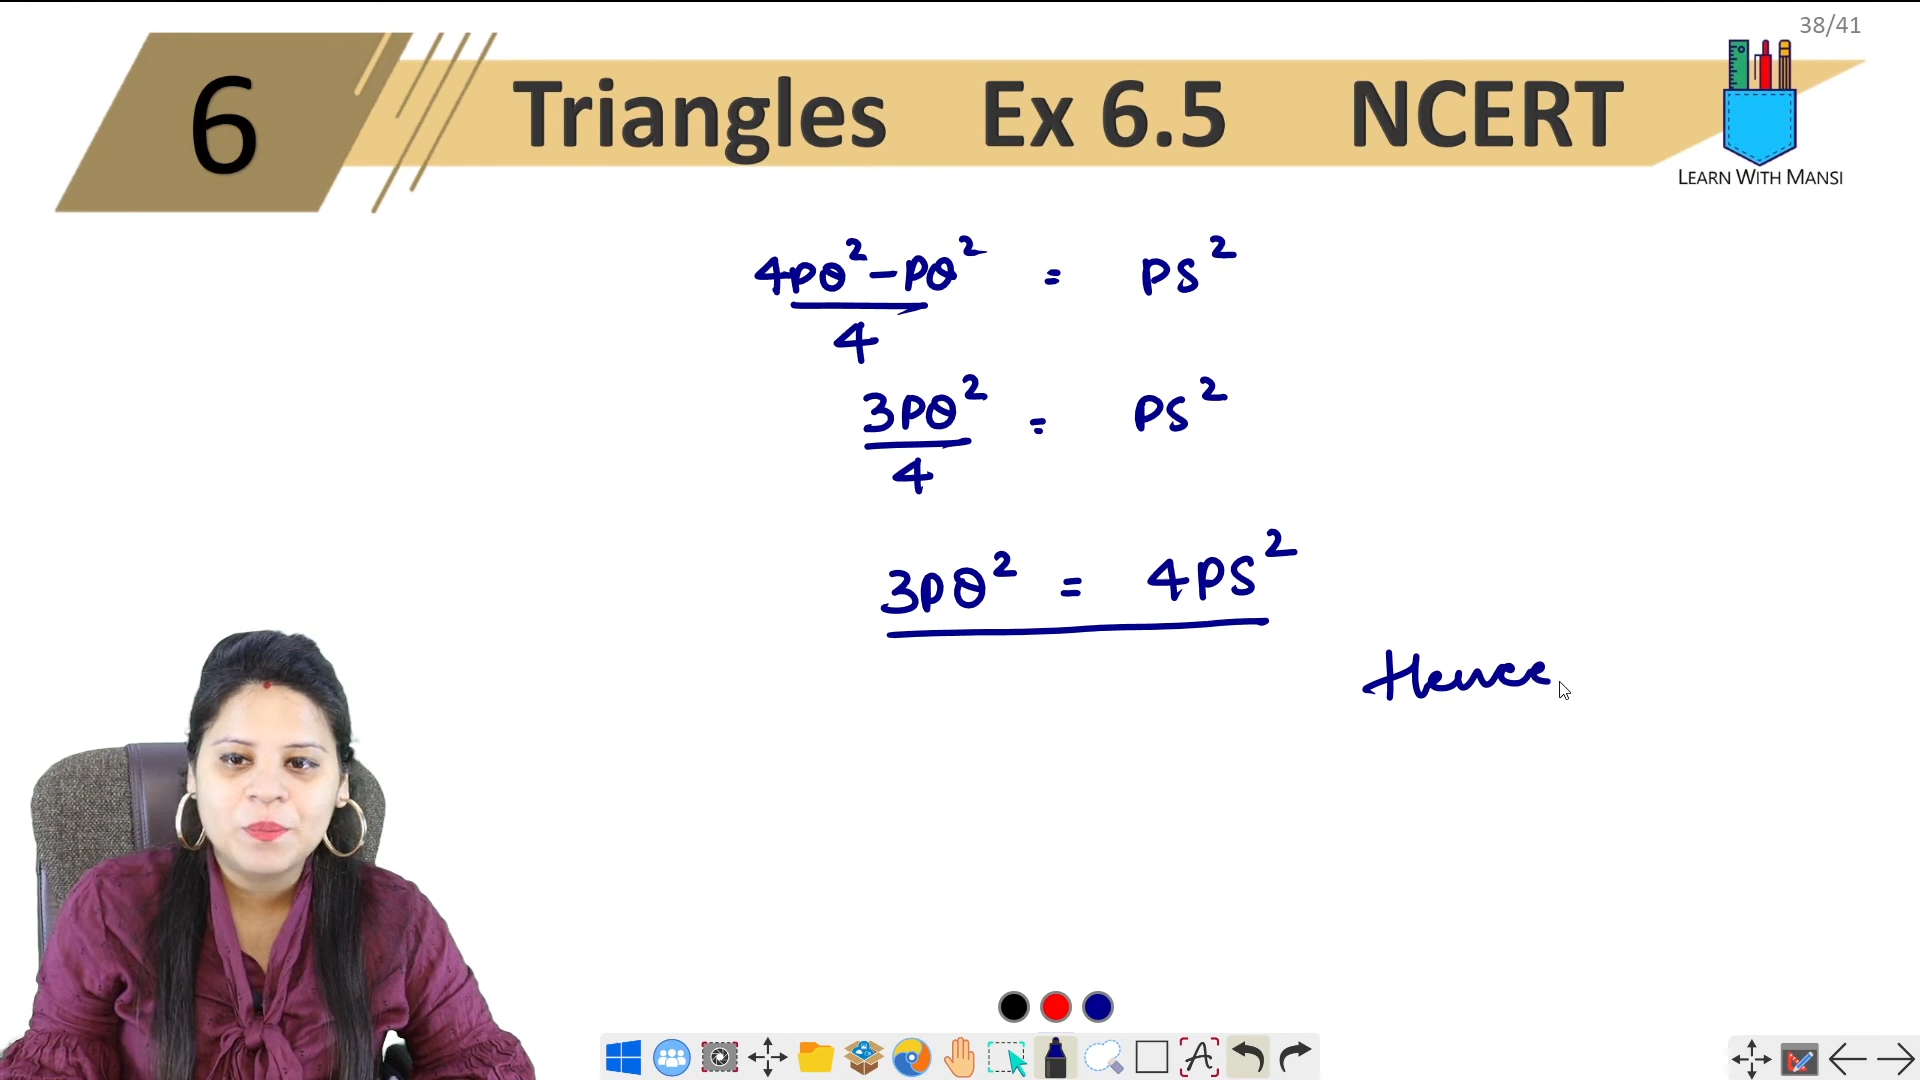 38/41
6 Triangles Ex 6.5 NCERT
LEARN WITH MANSI
4PQ² - PQ² / 4 = PS²
3PQ² / 4 = PS²
3PQ² = 4PS²
Hence